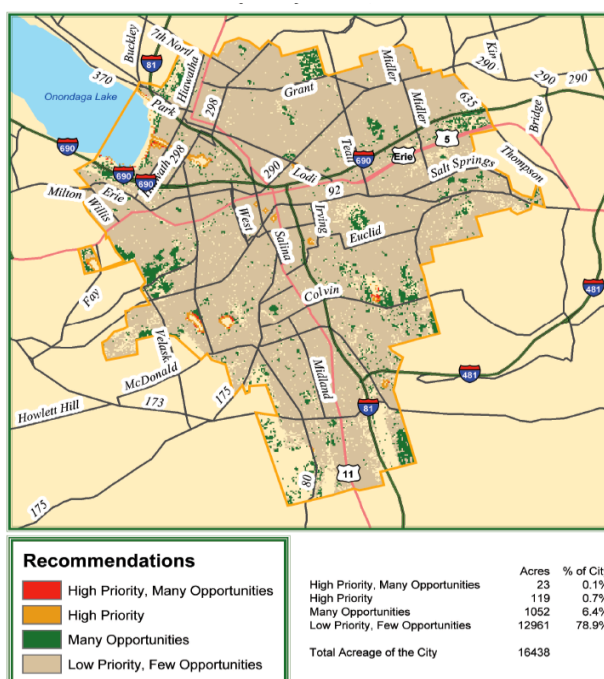 Buckley
7th Nortl
81
Hiawatha
370
Park
298
Grant
Midler
Midler
290
290
290
Bridge
635
Onondaga Lake
690
690
690
298
290
Lodi
Teall
690
Erie
5
Salt Springs
Thompson
92
Milton
Willis
Erie
West
Salina
Irving
Euclid
Fay
Colvin
481
Velask
McDonald
Midland
481
Howlett Hill
173
175
81
80
11
175
Recommendations
High Priority, Many Opportunities
High Priority
Many Opportunities
Low Priority, Few Opportunities
Acres % of City
High Priority, Many Opportunities 23 0.1%
High Priority 119 0.7%
Many Opportunities 1052 6.4%
Low Priority, Few Opportunities 12961 78.9%
Total Acreage of the City 16438